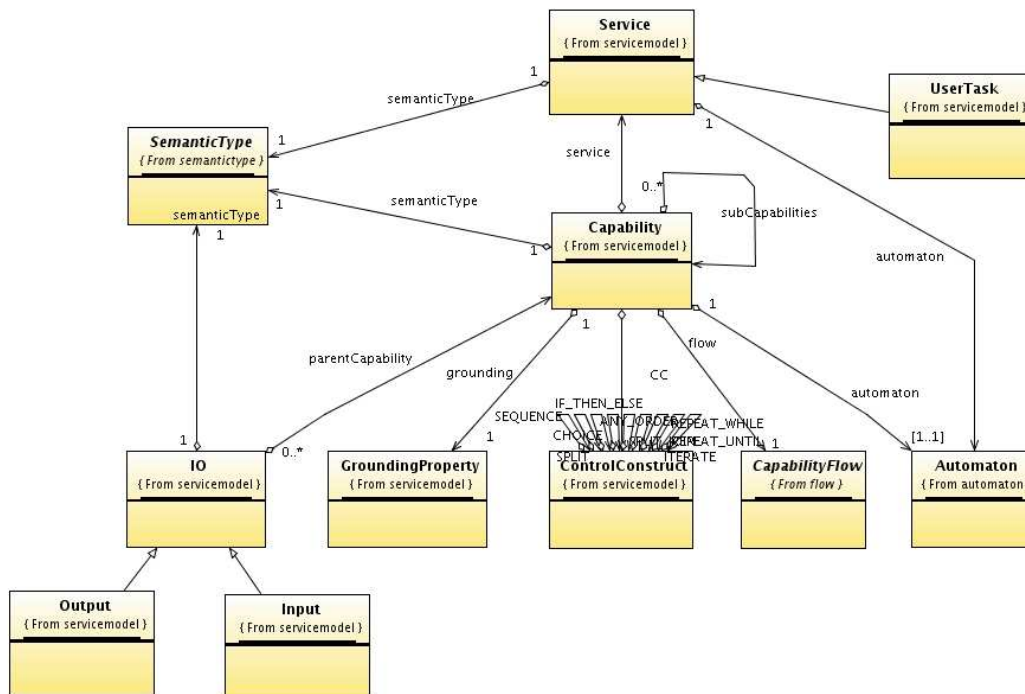 Service
{ From servicemodel }
1
1
semanticType
UserTask
{ From servicemodel }
1
SemanticType
{ From semantictype }
1
service
0..*
semanticType
semanticType
1
1
subCapabilities
Capability
{ From servicemodel }
1
automaton
1
1
flow
parentCapability
grounding
CC
automaton
IF_THEN_ELSE
SEQUENCE
ANY_ORDER
REPEAT_WHILE
CHOICE
REPEAT_UNTIL
1
1
[1..1]
1
0..*
SPLIT
ITERATE
IO
{ From servicemodel }
GroundingProperty
{ From servicemodel }
ControlConstruct
{ From servicemodel }
CapabilityFlow
{ From flow }
Automaton
{ From automaton }
Output
{ From servicemodel }
Input
{ From servicemodel }